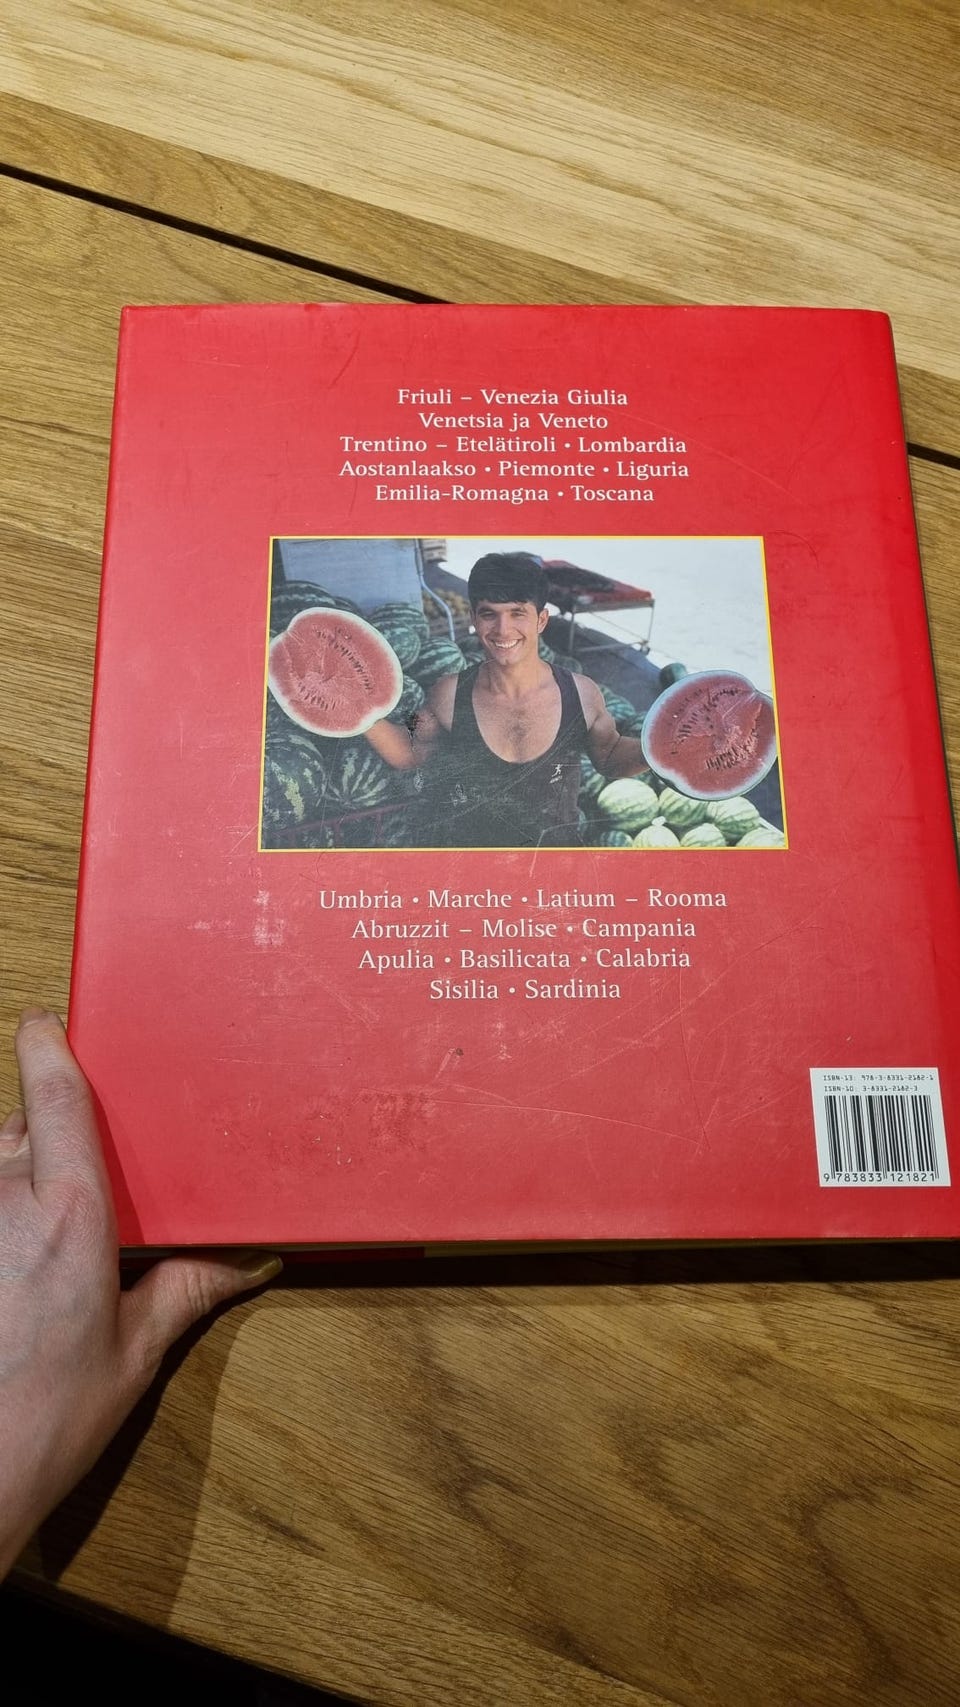 Friuli – Venezia Giulia
Venetsia ja Veneto
Trentino – Etelätiroli • Lombardia
Aostanlaakso • Piemonte • Liguria
Emilia-Romagna • Toscana
Umbria • Marche • Latium – Rooma
Abruzzit – Molise • Campania
Apulia • Basilicata • Calabria
Sisilia • Sardinia
ISBN-13: 978-3-8331-2182-1
ISBN-10: 3-8331-2182-3
9 783833 121821